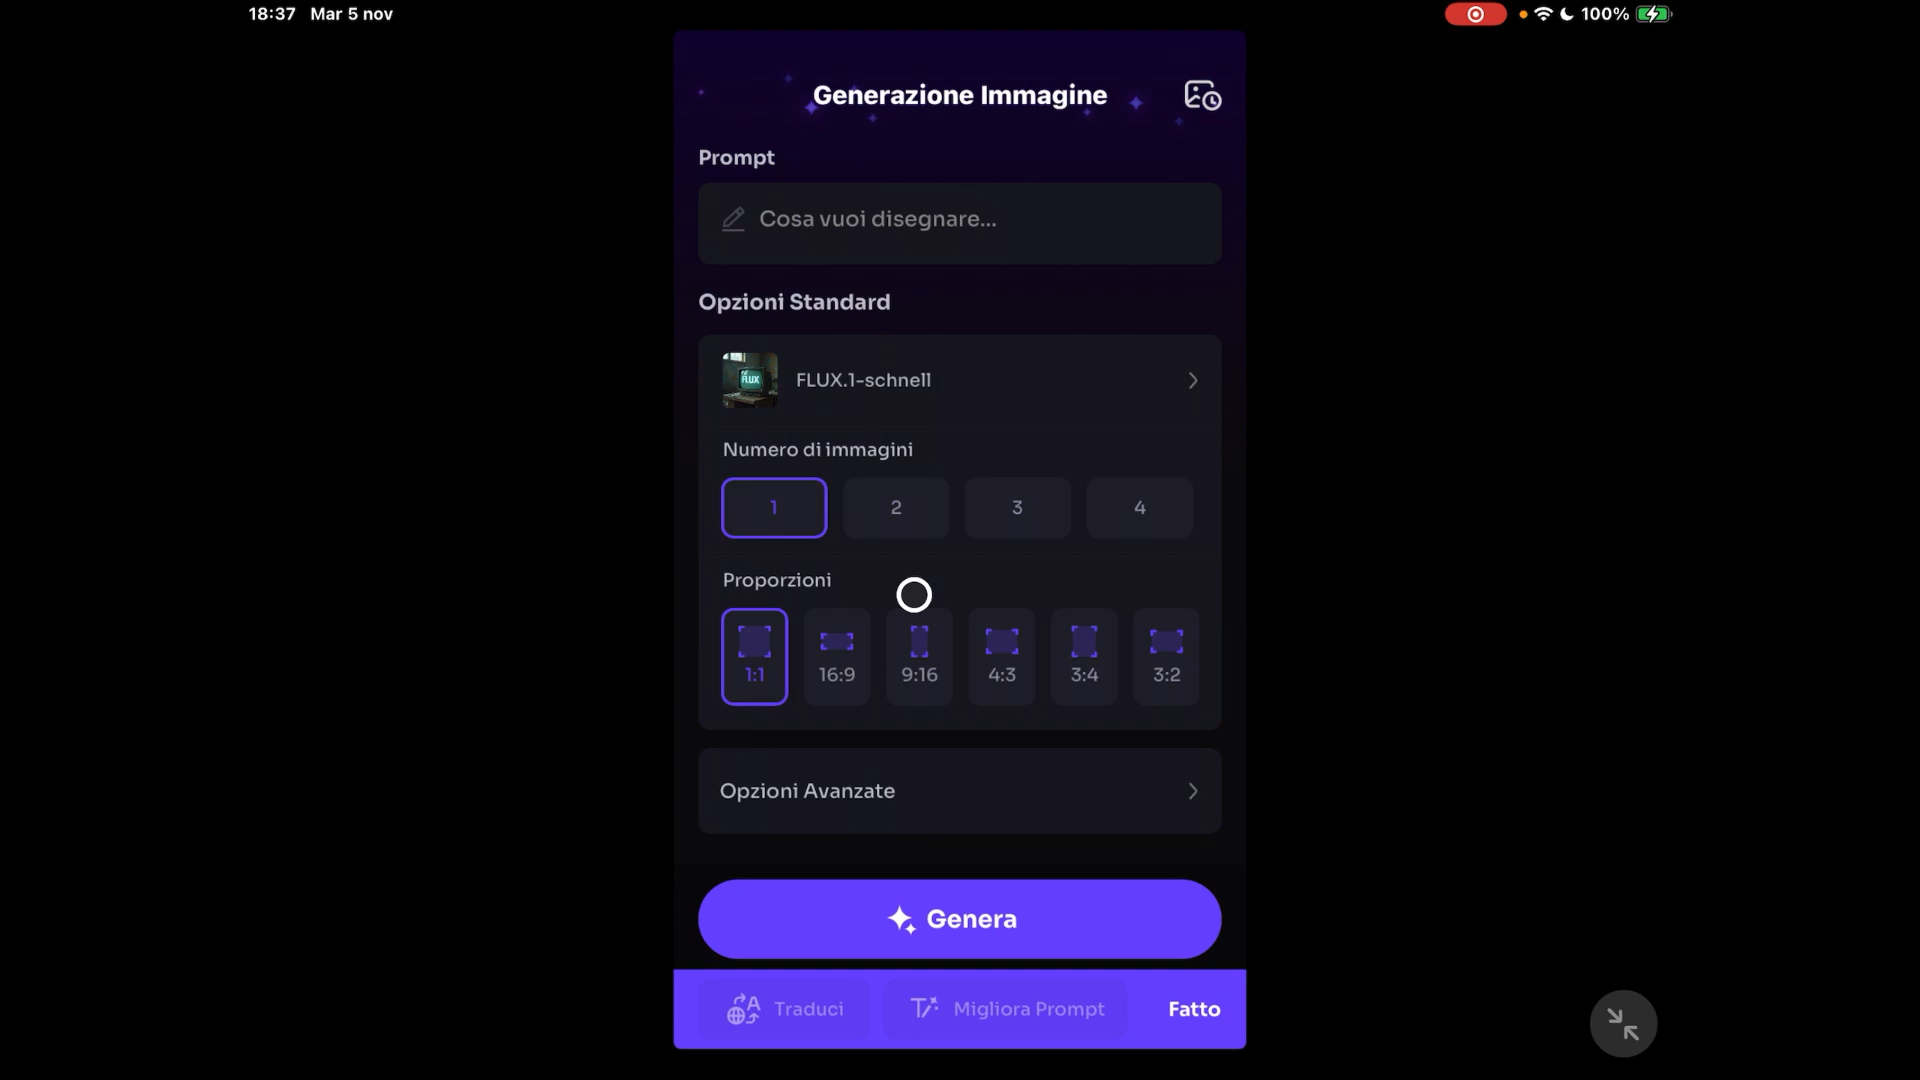 18:37 Mar 5 nov
100%
Generazione Immagine
Prompt
Cosa vuoi disegnare...
Opzioni Standard
FLUX
FLUX.1-schnell
Numero di immagini
1 2 3 4
Proporzioni
1:1 16:9 9:16 4:3 3:4 3:2
Opzioni Avanzate
Genera
Traduci Migliora Prompt Fatto